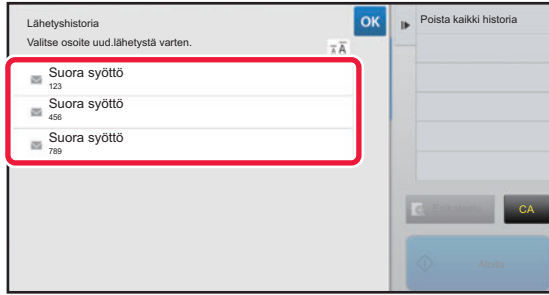 Lähetyshistoria
OK
Poista kaikki historia
Valitse osoite uud.lähetystä varten.
A A
Suora syöttö
123
Suora syöttö
456
Suora syöttö
789
CA